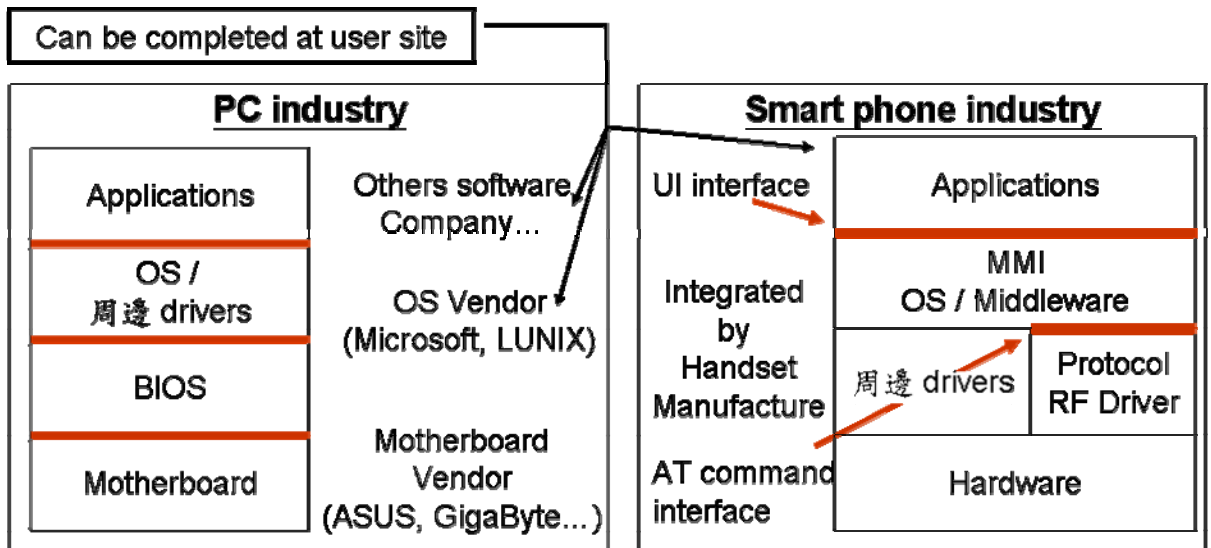 Can be completed at user site
PC industry
Applications
OS /
周邊 drivers
BIOS
Motherboard
Others software
Company…
OS Vendor
(Microsoft, LUNIX)
Motherboard
Vendor
(ASUS, GigaByte…)
Smart phone industry
UI interface
Integrated
by
Handset
Manufacture
AT command
interface
Applications
MMI
OS / Middleware
周邊 drivers
Protocol
RF Driver
Hardware